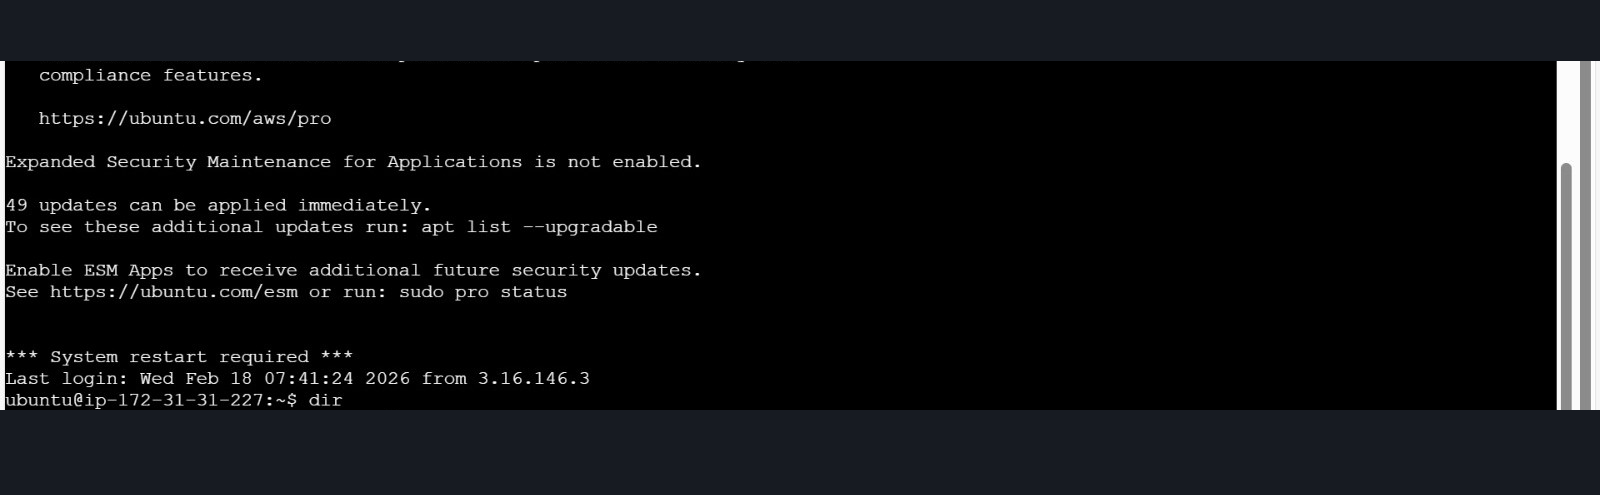 compliance features.
https://ubuntu.com/aws/pro
Expanded Security Maintenance for Applications is not enabled.
49 updates can be applied immediately.
To see these additional updates run: apt list --upgradable
Enable ESM Apps to receive additional future security updates.
See https://ubuntu.com/esm or run: sudo pro status
*** System restart required ***
Last login: Wed Feb 18 07:41:24 2026 from 3.16.146.3
ubuntu@ip-172-31-31-227:~$ dir